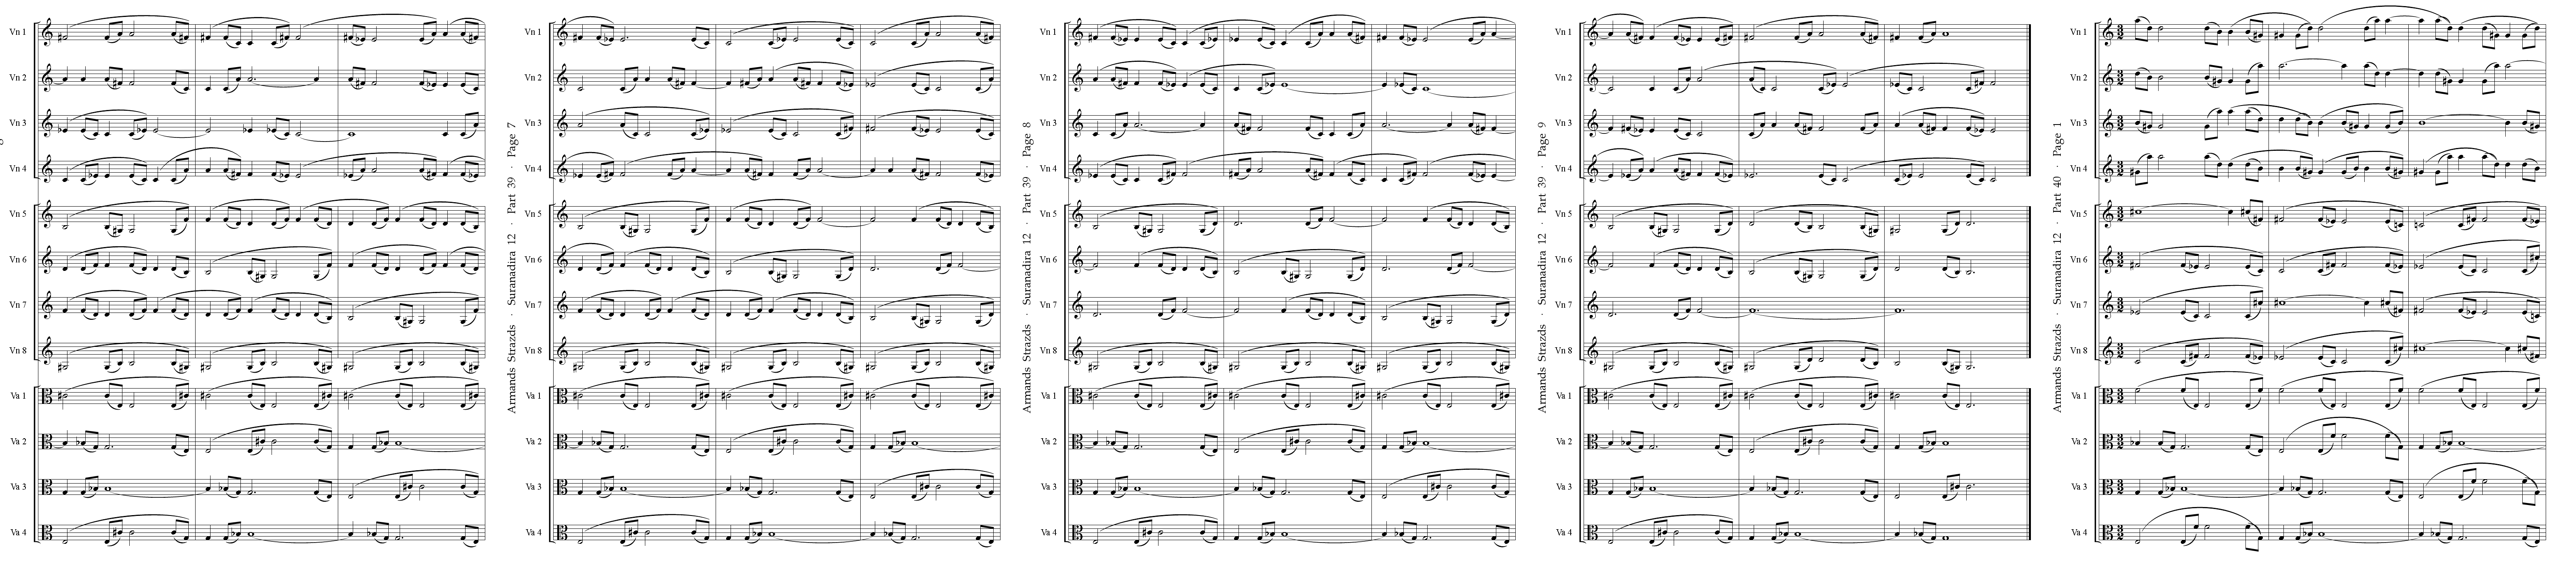 Vn 1
Vn 2
Vn 3
Vn 4
Vn 5
Vn 6
Vn 7
Vn 8
Va 1
Va 2
Va 3
Va 4
Armands Strazds · Suranadira 12 · Part 39 · Page 7
Vn 1
Vn 2
Vn 3
Vn 4
Vn 5
Vn 6
Vn 7
Vn 8
Va 1
Va 2
Va 3
Va 4
Armands Strazds · Suranadira 12 · Part 39 · Page 8
Vn 1
Vn 2
Vn 3
Vn 4
Vn 5
Vn 6
Vn 7
Vn 8
Va 1
Va 2
Va 3
Va 4
Armands Strazds · Suranadira 12 · Part 39 · Page 9
Vn 1
Vn 2
Vn 3
Vn 4
Vn 5
Vn 6
Vn 7
Vn 8
Va 1
Va 2
Va 3
Va 4
Armands Strazds · Suranadira 12 · Part 40 · Page 1
Vn 1
Vn 2
Vn 3
Vn 4
Vn 5
Vn 6
Vn 7
Vn 8
Va 1
Va 2
Va 3
Va 4